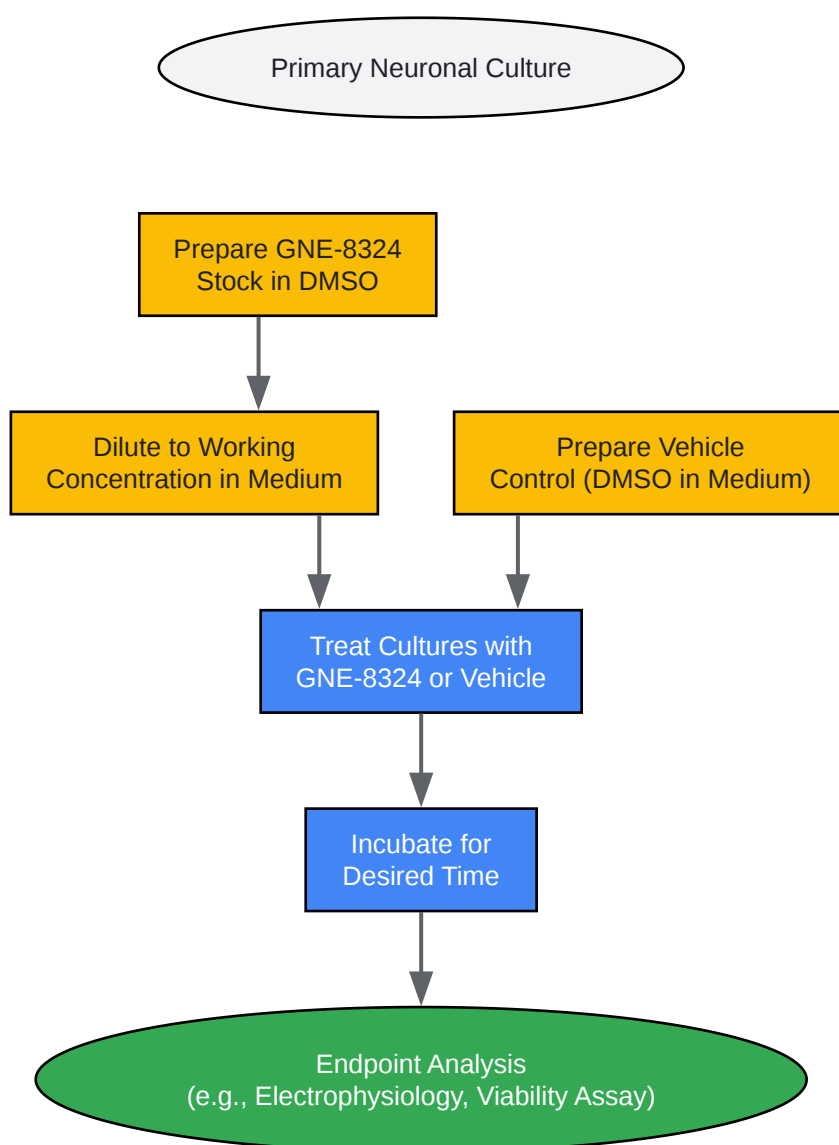 Primary Neuronal Culture
Prepare GNE-8324
Stock in DMSO
Dilute to Working
Concentration in Medium
Prepare Vehicle
Control (DMSO in Medium)
Treat Cultures with
GNE-8324 or Vehicle
Incubate for
Desired Time
Endpoint Analysis
(e.g., Electrophysiology, Viability Assay)